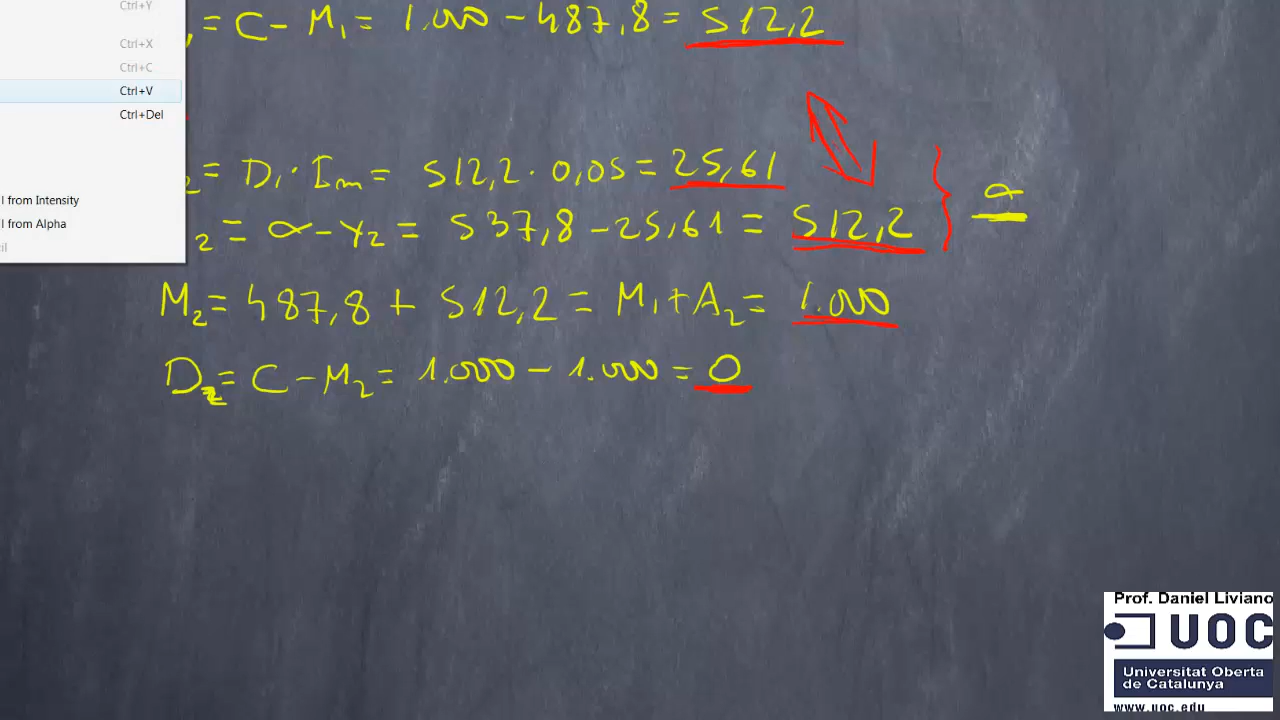 Ctrl+Y
₁ = C - M₁ = 1.000 - 487,8 = 512,2
Ctrl+X
Ctrl+C
Ctrl+V
Ctrl+Del
₂ = D₁ · Im = 512,2 · 0,05 = 25,61
α
l from Intensity
l from Alpha
₂ = α - Y₂ = 537,8 - 25,61 = 512,2
M₂ = 487,8 + 512,2 = M₁ + A₂ = 1.000
D₂ = C - M₂ = 1.000 - 1.000 = 0
Prof. Daniel Liviano
UOC
Universitat Oberta
de Catalunya
www.uoc.edu